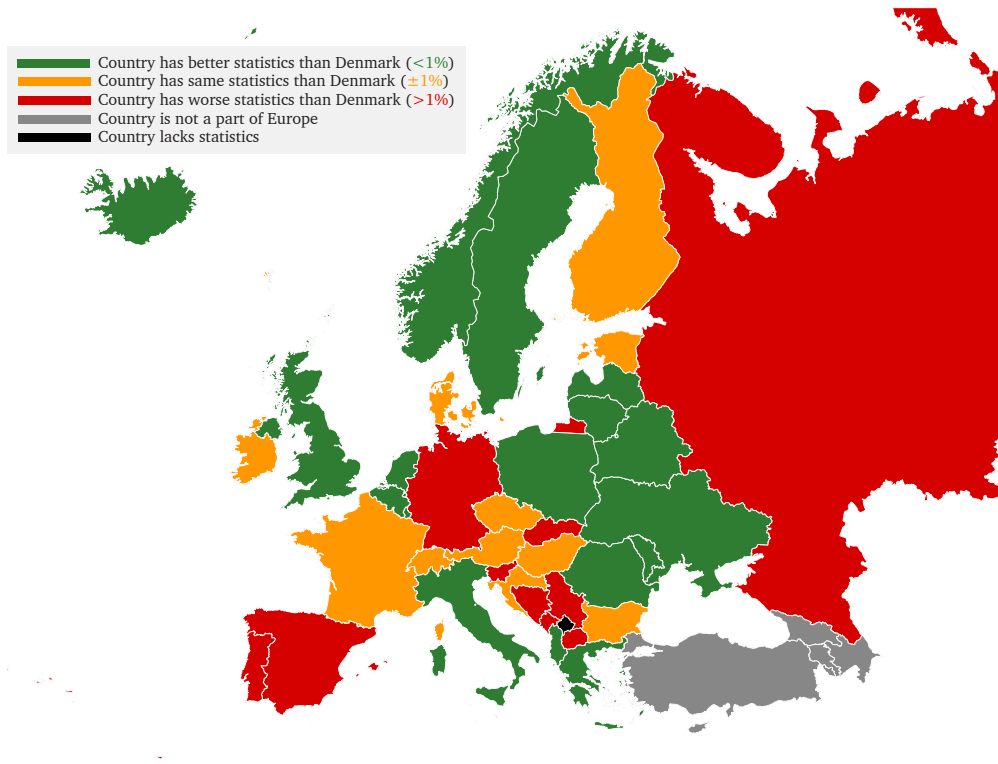 Country has better statistics than Denmark (<1%)
Country has same statistics than Denmark (±1%)
Country has worse statistics than Denmark (>1%)
Country is not a part of Europe
Country lacks statistics